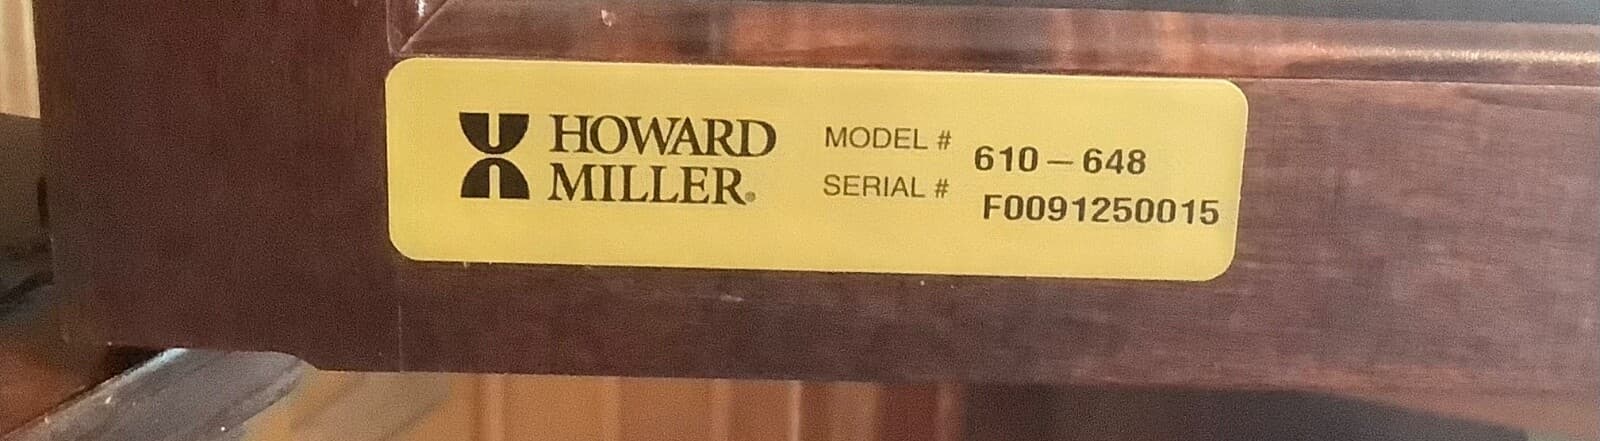 HOWARD
MILLER®
MODEL # 610-648
SERIAL # F0091250015